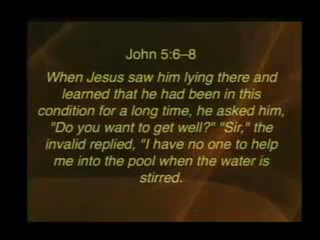 John 5:6–8
When Jesus saw him lying there and
learned that he had been in this
condition for a long time, he asked him,
"Do you want to get well?" "Sir," the
invalid replied, "I have no one to help
me into the pool when the water is
stirred.